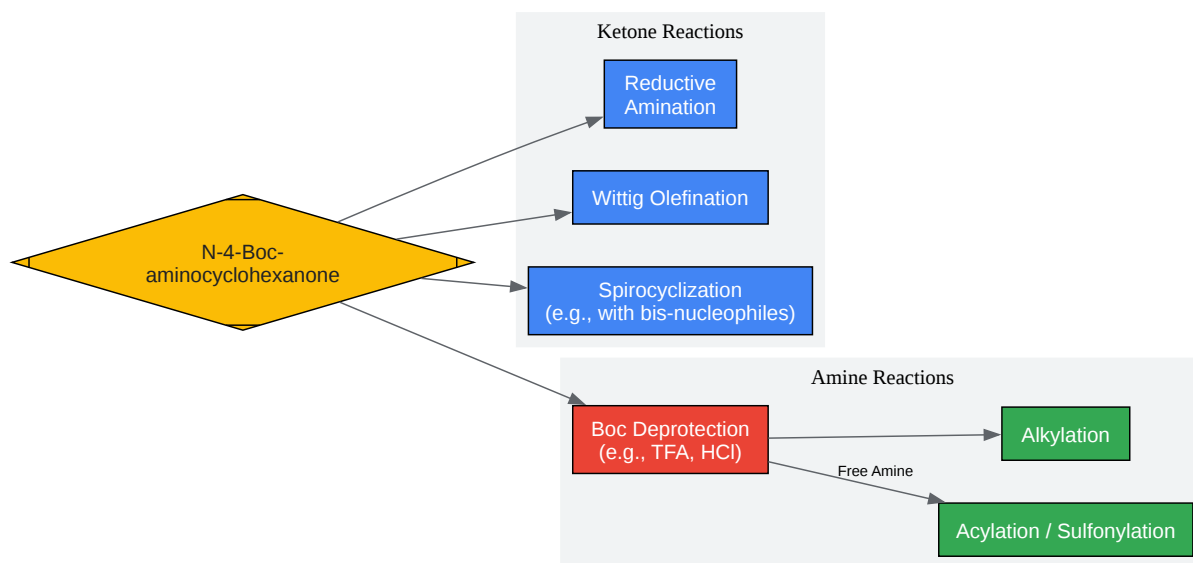 Ketone Reactions
Reductive
Amination
Wittig Olefination
N-4-Boc-
aminocyclohexanone
Spirocyclization
(e.g., with bis-nucleophiles)
Amine Reactions
Boc Deprotection
(e.g., TFA, HCl)
Alkylation
Free Amine
Acylation / Sulfonylation